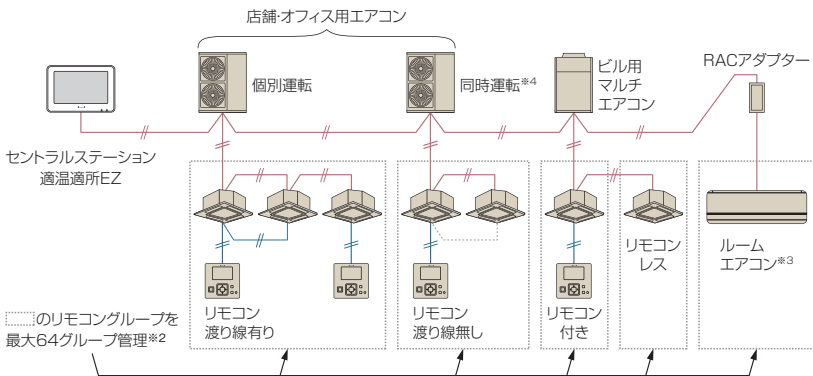 店舗・オフィス用エアコン
個別運転
同時運転※4
ビル用
マルチ
エアコン
RACアダプター
セントラルステーション
適温適所EZ
リモコン
渡り線有り
リモコン
渡り線無し
リモコン
付き
リモコン
レス
ルーム
エアコン※3
のリモコングループを
最大64グループ管理※2